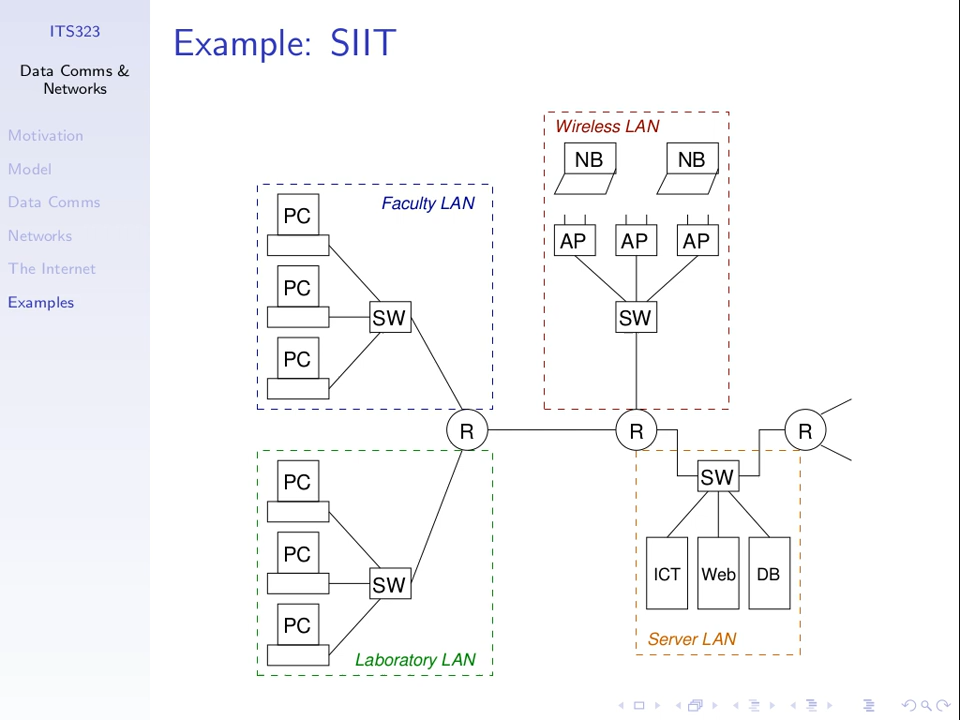 ITS323
Data Comms &
Networks
Motivation
Model
Data Comms
Networks
The Internet
Examples
Example: SIIT
Wireless LAN
NB
NB
Faculty LAN
PC
AP
AP
AP
PC
SW
SW
PC
R
R
R
PC
SW
PC
SW
ICT
Web
DB
PC
Server LAN
Laboratory LAN